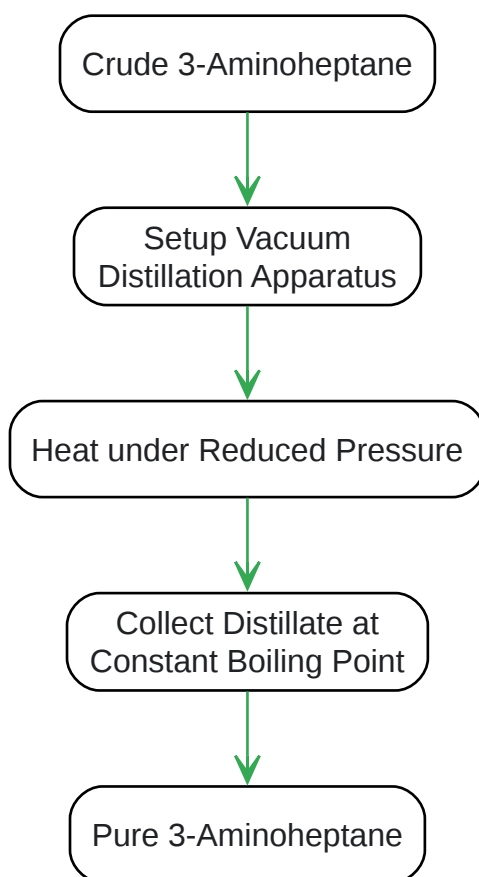 Crude 3-Aminoheptane
Setup Vacuum
Distillation Apparatus
Heat under Reduced Pressure
Collect Distillate at
Constant Boiling Point
Pure 3-Aminoheptane